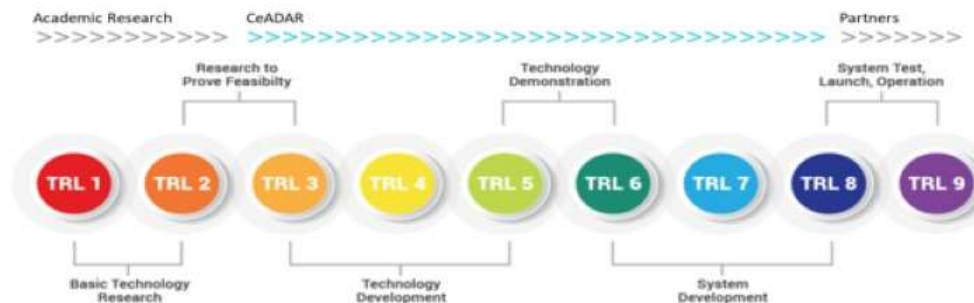 Academic Research CeADAR Partners
>>>>>>>>>>>> >>>>>>>>>>>>>>>>>>>>>>>>>>>>>>>>>>>> >>>>>>>
Research to
Prove Feasibilty
Technology
Demonstration
System Test,
Launch, Operation
TRL 1 TRL 2 TRL 3 TRL 4 TRL 5 TRL 6 TRL 7 TRL 8 TRL 9
Basic Technology
Research
Technology
Development
System
Development